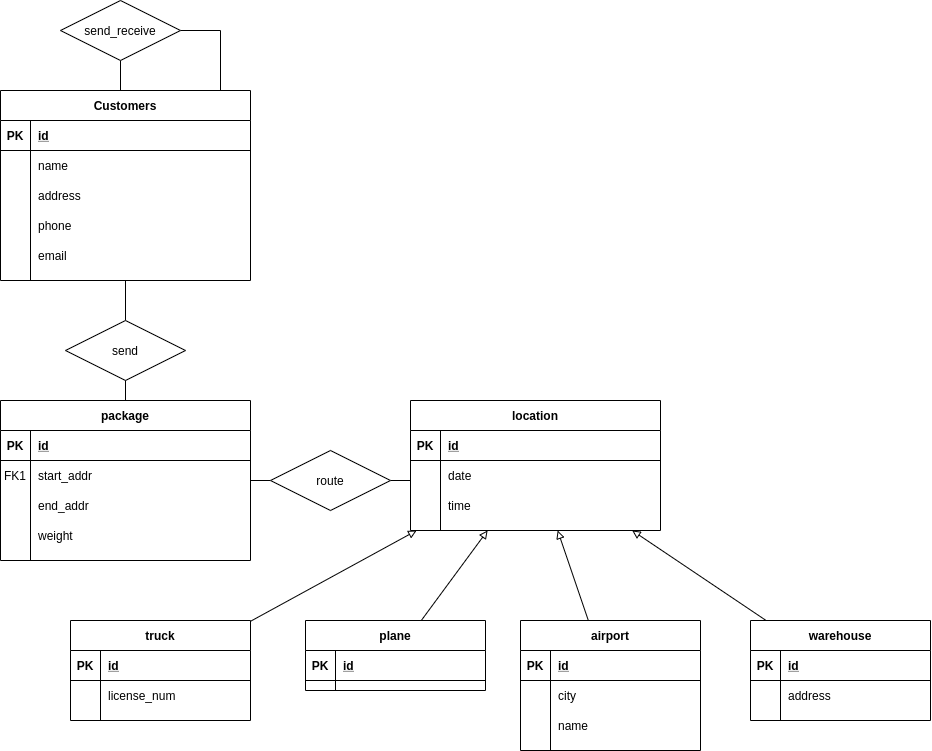 send_receive
Customers
PK id
name
address
phone
email
send
package
PK id
FK1 start_addr
end_addr
weight
route
location
PK id
date
time
truck
PK id
license_num
plane
PK id
airport
PK id
city
name
warehouse
PK id
address